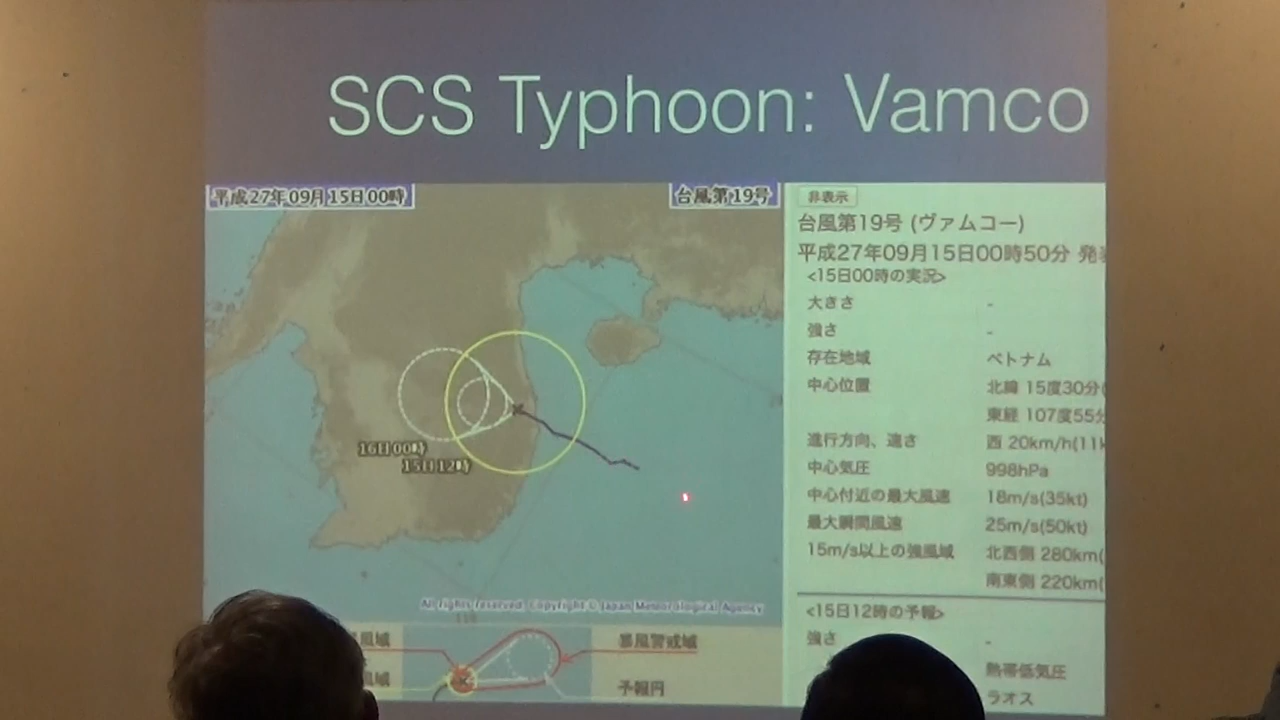 SCS Typhoon: Vamco
平成27年09月15日00時
台風第19号
16日00時
15日12時
All rights reserved. Copyright © Japan Meteorological Agency
風域
暴風警戒域
風域
予報円
非表示
台風第19号 (ヴァムコー)
平成27年09月15日00時50分 発
<15日00時の実況>
大きさ -
強さ -
存在地域 ベトナム
中心位置 北緯 15度30分(
東経 107度55分
進行方向、速さ 西 20km/h(11k
中心気圧 998hPa
中心付近の最大風速 18m/s(35kt)
最大瞬間風速 25m/s(50kt)
15m/s以上の強風域 北西側 280km(
南東側 220km(
<15日12時の予報>
強さ -
熱帯低気圧
ラオス